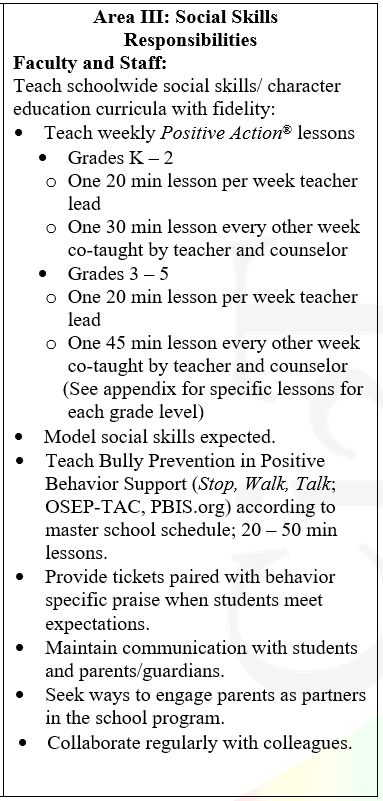 Area III: Social Skills
Responsibilities
Faculty and Staff:
Teach schoolwide social skills/ character
education curricula with fidelity:
• Teach weekly Positive Action® lessons
• Grades K – 2
o One 20 min lesson per week teacher
lead
o One 30 min lesson every other week
co-taught by teacher and counselor
• Grades 3 – 5
o One 20 min lesson per week teacher
lead
o One 45 min lesson every other week
co-taught by teacher and counselor
(See appendix for specific lessons for
each grade level)
• Model social skills expected.
• Teach Bully Prevention in Positive
Behavior Support (Stop, Walk, Talk;
OSEP-TAC, PBIS.org) according to
master school schedule; 20 – 50 min
lessons.
• Provide tickets paired with behavior
specific praise when students meet
expectations.
• Maintain communication with students
and parents/guardians.
• Seek ways to engage parents as partners
in the school program.
• Collaborate regularly with colleagues.